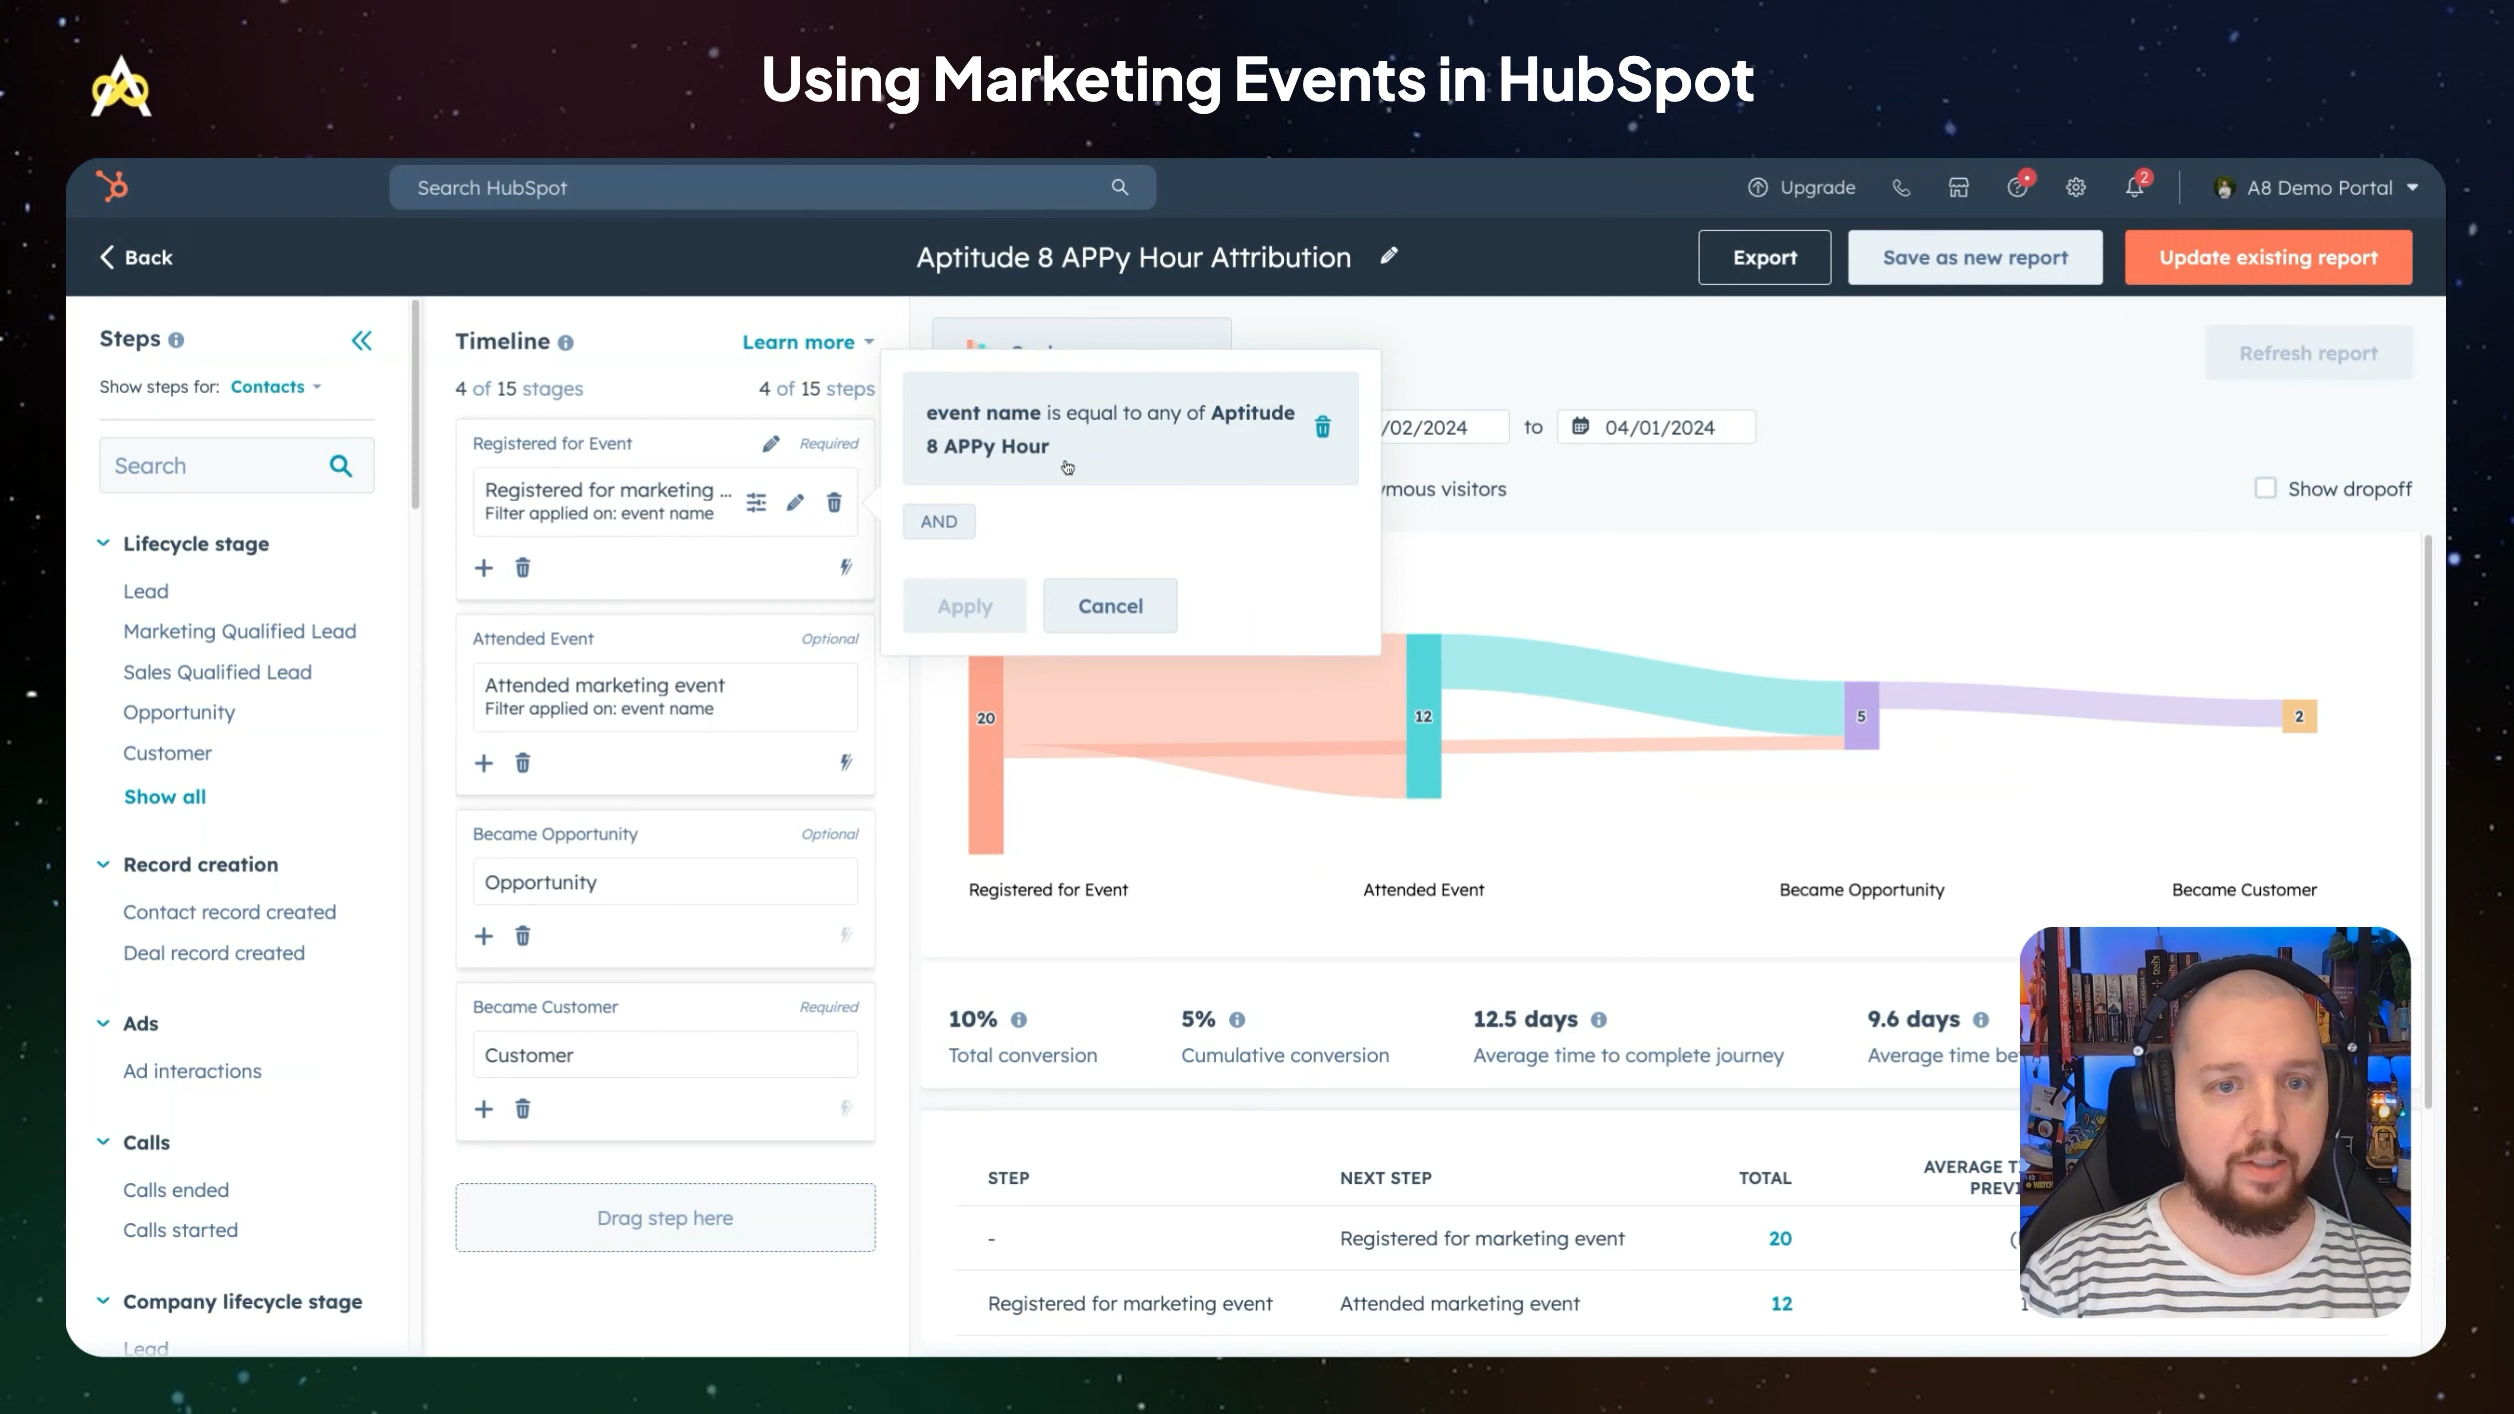 Using Marketing Events in HubSpot
Search HubSpot
Upgrade
2
A8 Demo Portal
Back
Aptitude 8 APPy Hour Attribution
Export
Save as new report
Update existing report
Steps
Show steps for: Contacts
Search
Lifecycle stage
Lead
Marketing Qualified Lead
Sales Qualified Lead
Opportunity
Customer
Show all
Record creation
Contact record created
Deal record created
Ads
Ad interactions
Calls
Calls ended
Calls started
Company lifecycle stage
Lead
Timeline
Learn more
4 of 15 stages
4 of 15 steps
Registered for Event
Required
Registered for marketing ...
Filter applied on: event name
Attended Event
Optional
Attended marketing event
Filter applied on: event name
Became Opportunity
Optional
Opportunity
Became Customer
Required
Customer
Drag step here
event name is equal to any of Aptitude
8 APPy Hour
AND
Apply
Cancel
Refresh report
/02/2024
to
04/01/2024
ymous visitors
Show dropoff
20
12
5
2
Registered for Event
Attended Event
Became Opportunity
Became Customer
10%
Total conversion
5%
Cumulative conversion
12.5 days
Average time to complete journey
9.6 days
Average time be
STEP
NEXT STEP
TOTAL
AVERAGE T
PREVI
-
Registered for marketing event
20
Registered for marketing event
Attended marketing event
12